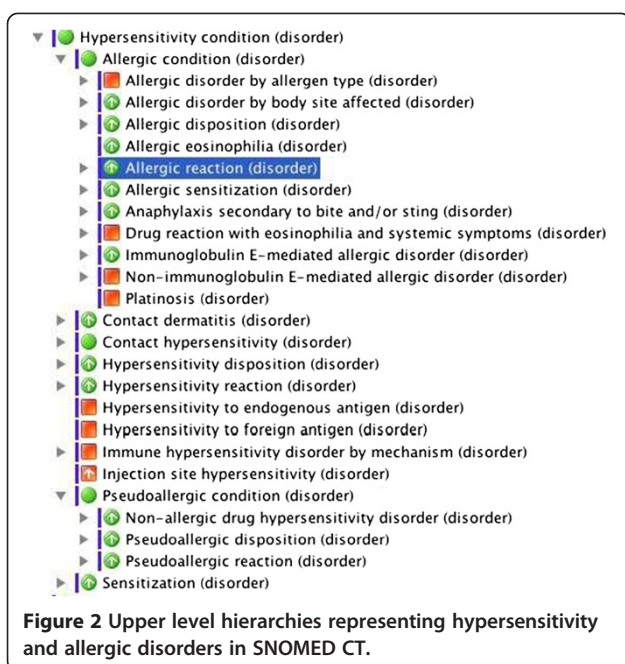 Hypersensitivity condition (disorder)
Allergic condition (disorder)
Allergic disorder by allergen type (disorder)
Allergic disorder by body site affected (disorder)
Allergic disposition (disorder)
Allergic eosinophilia (disorder)
Allergic reaction (disorder)
Allergic sensitization (disorder)
Anaphylaxis secondary to bite and/or sting (disorder)
Drug reaction with eosinophilia and systemic symptoms (disorder)
Immunoglobulin E-mediated allergic disorder (disorder)
Non-immunoglobulin E-mediated allergic disorder (disorder)
Platinosis (disorder)
Contact dermatitis (disorder)
Contact hypersensitivity (disorder)
Hypersensitivity disposition (disorder)
Hypersensitivity reaction (disorder)
Hypersensitivity to endogenous antigen (disorder)
Hypersensitivity to foreign antigen (disorder)
Immune hypersensitivity disorder by mechanism (disorder)
Injection site hypersensitivity (disorder)
Pseudoallergic condition (disorder)
Non-allergic drug hypersensitivity disorder (disorder)
Pseudoallergic disposition (disorder)
Pseudoallergic reaction (disorder)
Sensitization (disorder)
Figure 2 Upper level hierarchies representing hypersensitivity
and allergic disorders in SNOMED CT.